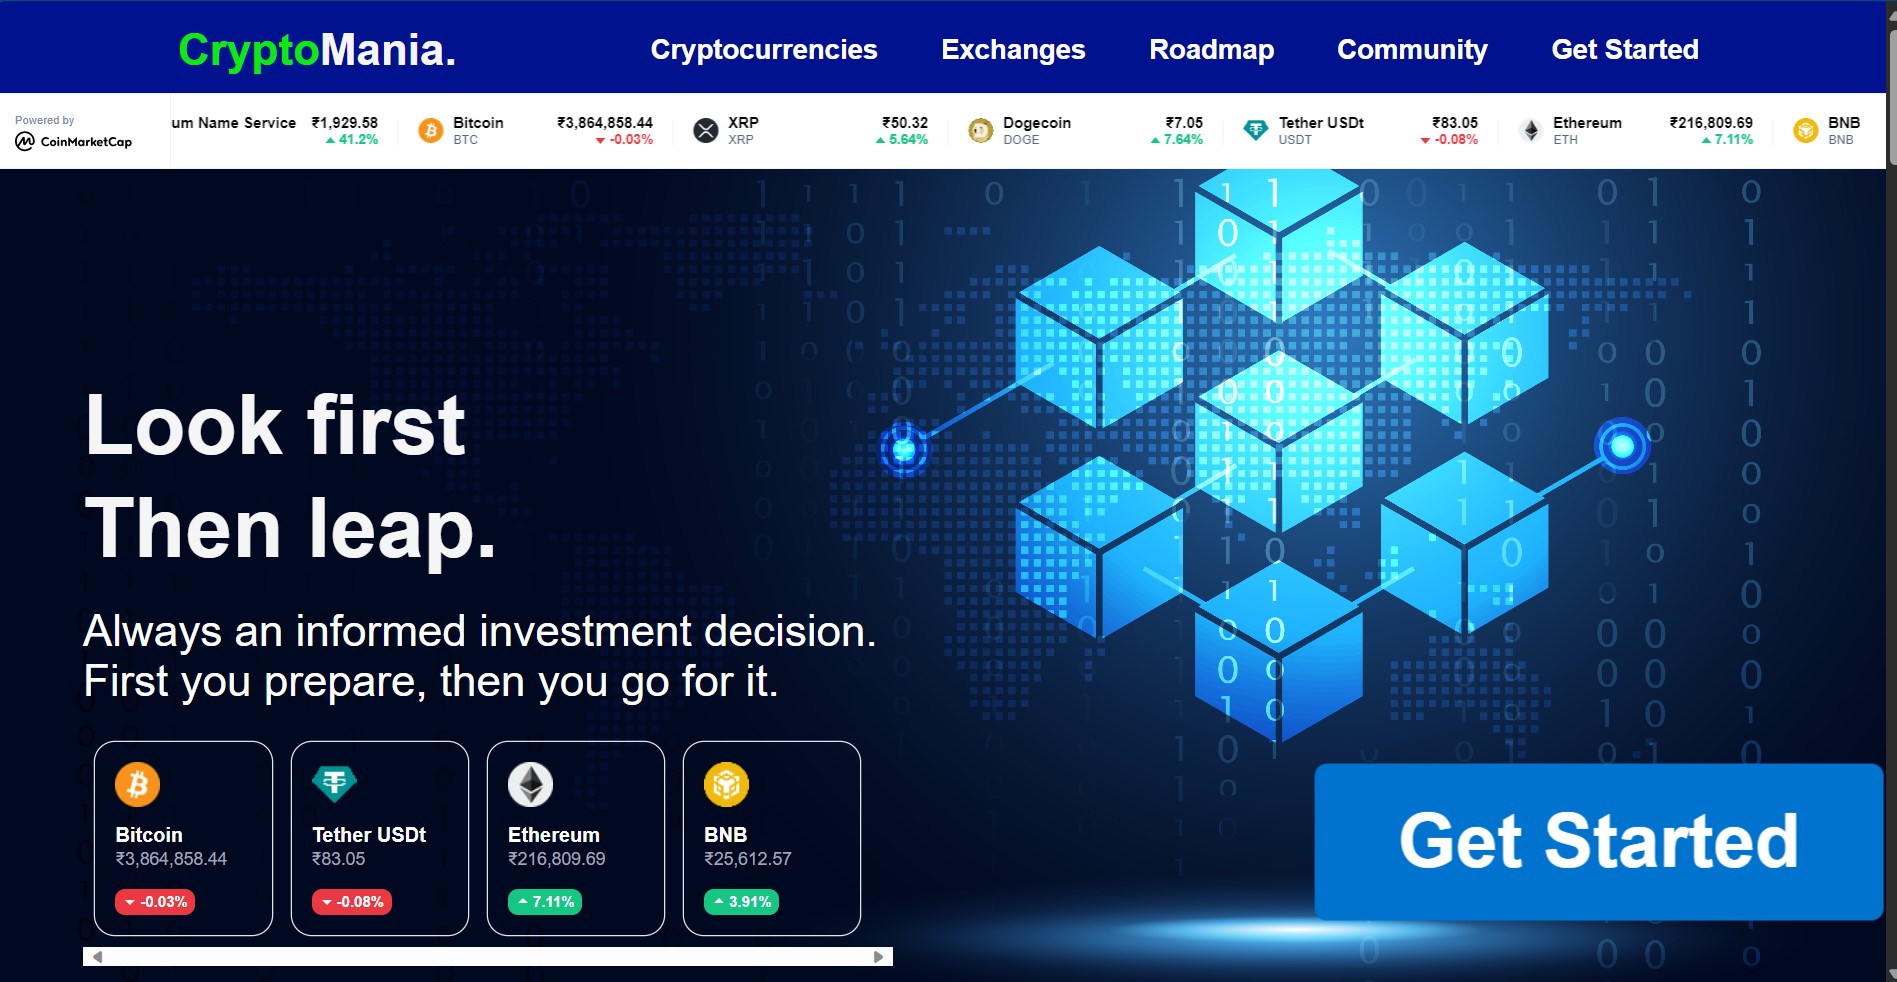 CryptoMania.
Cryptocurrencies Exchanges Roadmap Community Get Started
Powered by
CoinMarketCap
um Name Service ₹1,929.58
41.2%
Bitcoin ₹3,864,858.44
BTC -0.03%
XRP ₹50.32
XRP 5.64%
Dogecoin ₹7.05
DOGE 7.64%
Tether USDt ₹83.05
USDT -0.08%
Ethereum ₹216,809.69
ETH 7.11%
BNB
BNB
Look first
Then leap.
Always an informed investment decision.
First you prepare, then you go for it.
Bitcoin
₹3,864,858.44
-0.03%
Tether USDt
₹83.05
-0.08%
Ethereum
₹216,809.69
7.11%
BNB
₹25,612.57
3.91%
Get Started